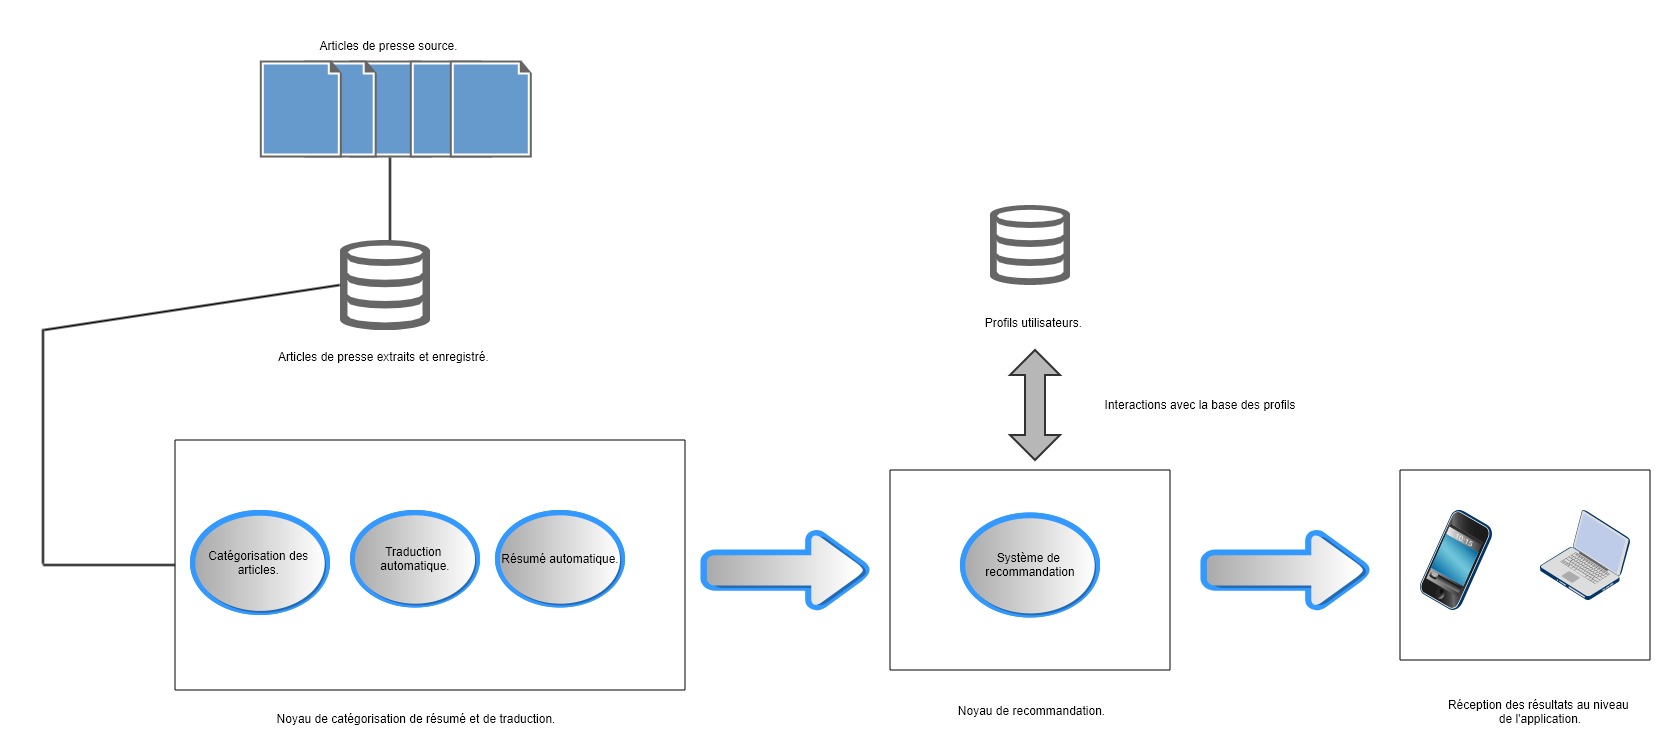 Articles de presse source.
Articles de presse extraits et enregistré.
Profils utilisateurs.
Interactions avec la base des profils
Catégorisation des
articles.
Traduction
automatique.
Résumé automatique.
Système de
recommandation
10:15
Noyau de catégorisation de résumé et de traduction.
Noyau de recommandation.
Réception des résultats au niveau
de l'application.